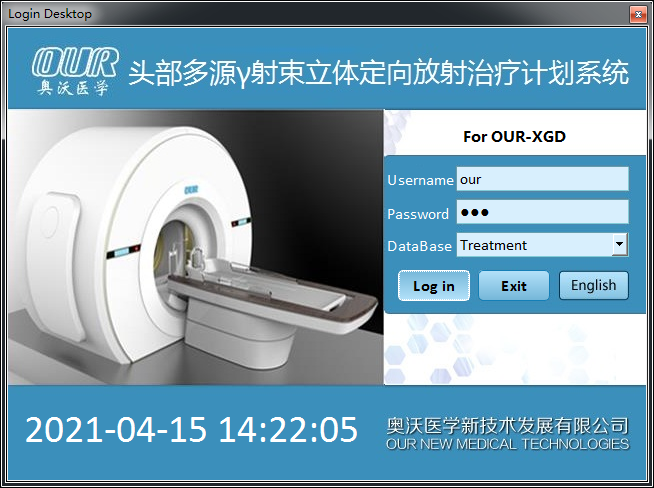 Login Desktop
OUR
奥沃医学
头部多源γ射束立体定向放射治疗计划系统
OUR
For OUR-XGD
Username our
Password ●●●
DataBase Treatment
Log in Exit English
2021-04-15 14:22:05
奥沃医学新技术发展有限公司
OUR NEW MEDICAL TECHNOLOGIES